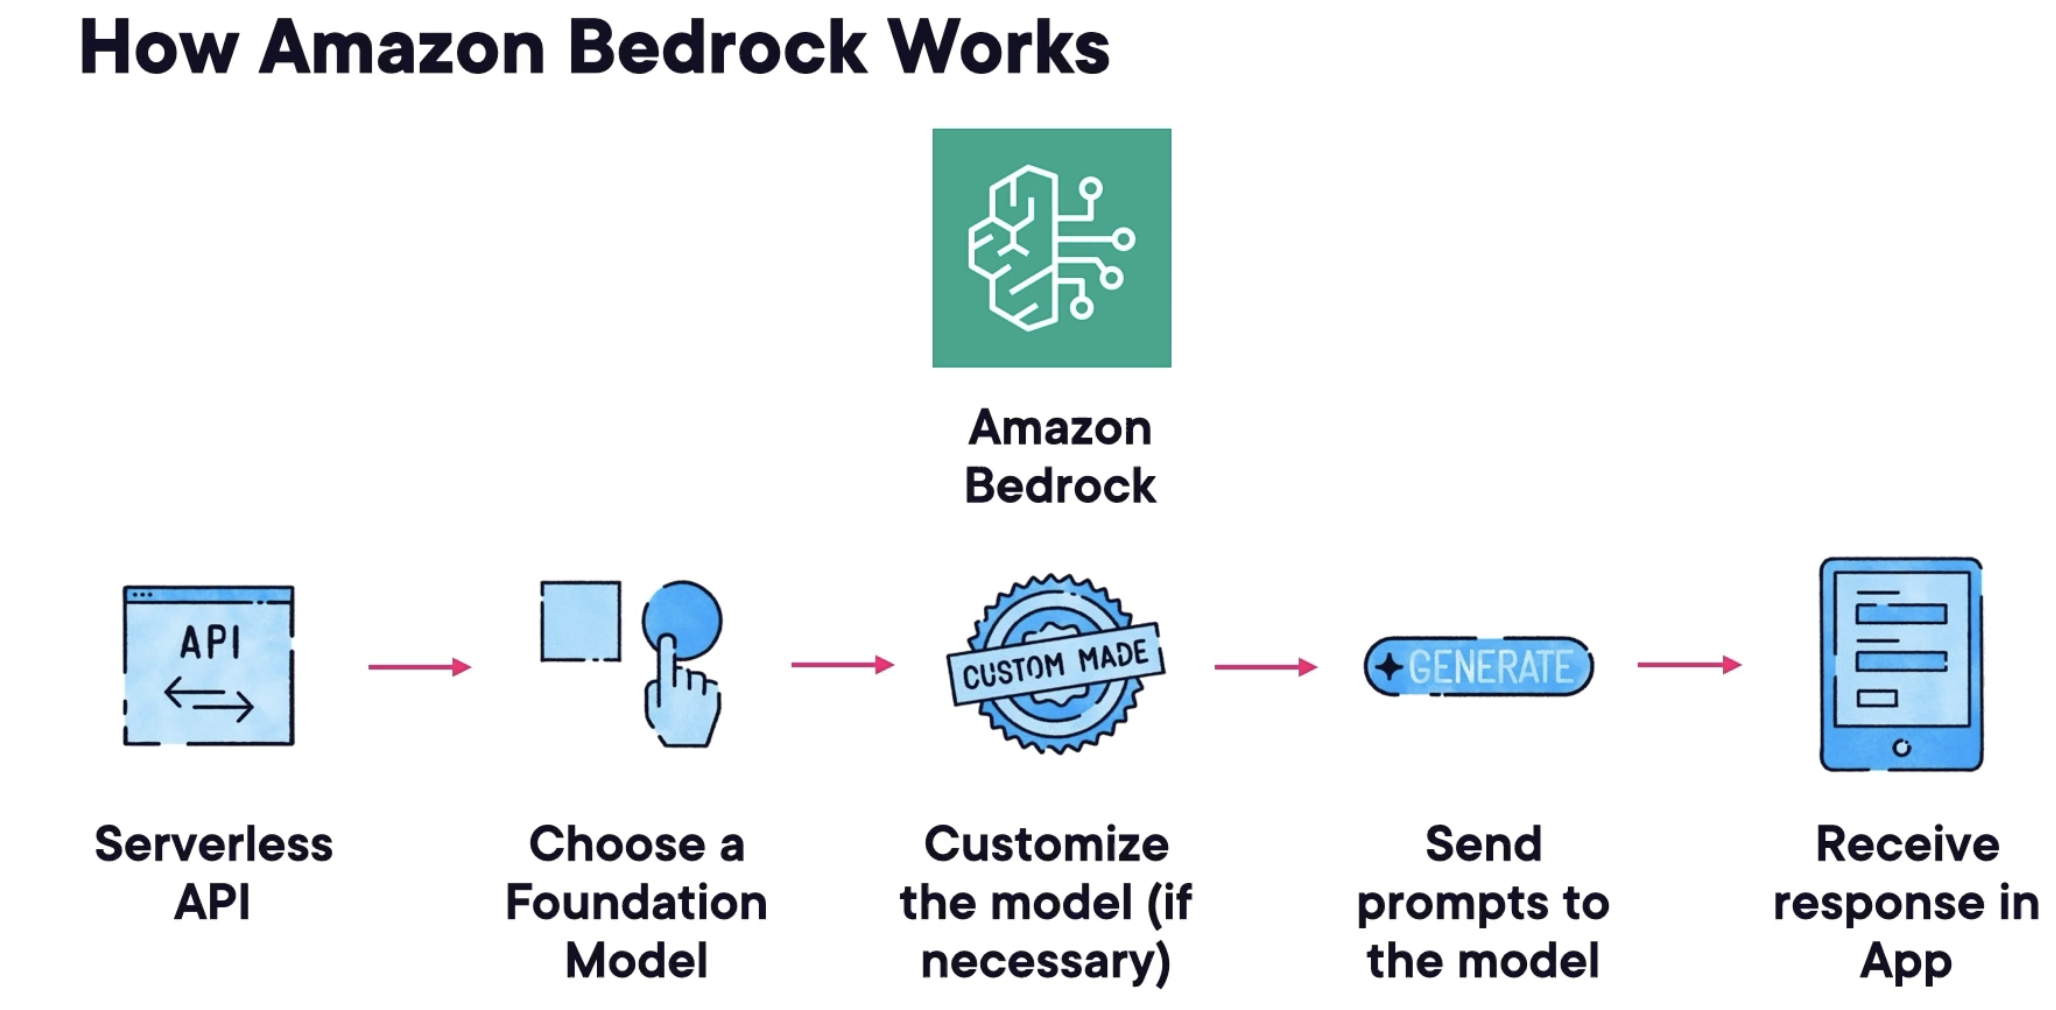 How Amazon Bedrock Works
Amazon
Bedrock
API
CUSTOM MADE
GENERATE
Serverless
API
Choose a
Foundation
Model
Customize
the model (if
necessary)
Send
prompts to
the model
Receive
response in
App